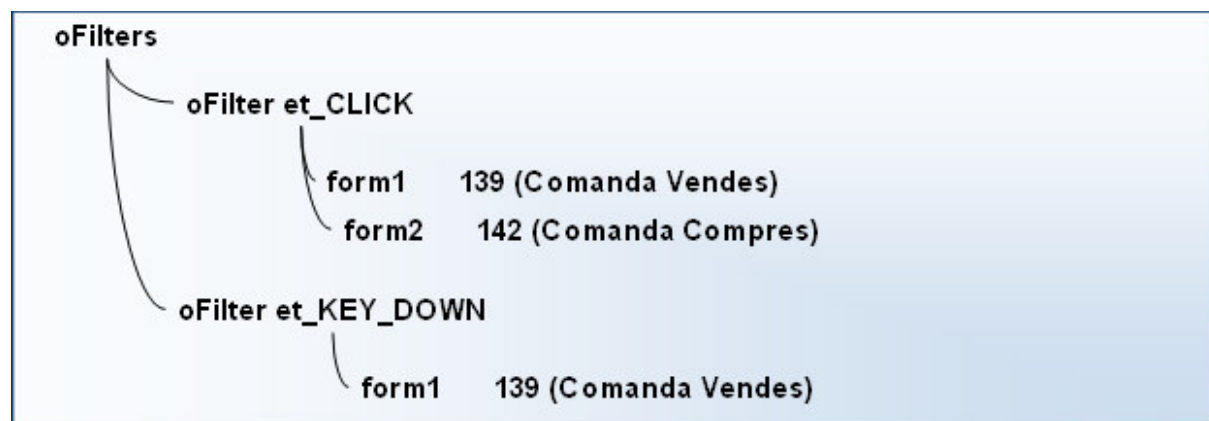 oFilters
oFilter et_CLICK
form1 139 (Comanda Vendes)
form2 142 (Comanda Compres)
oFilter et_KEY_DOWN
form1 139 (Comanda Vendes)